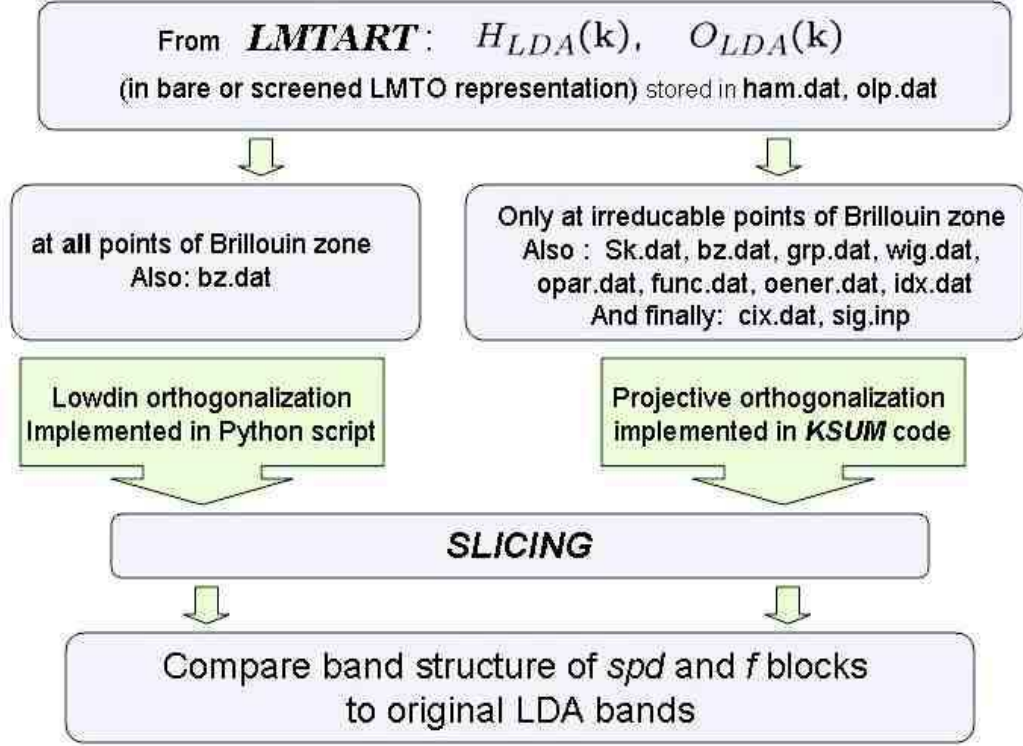 From LMTART: H_{LDA}(k), O_{LDA}(k)
(in bare or screened LMTO representation) stored in ham.dat, olp.dat
at all points of Brillouin zone
Also: bz.dat
Only at irreducable points of Brillouin zone
Also : Sk.dat, bz.dat, grp.dat, wig.dat,
opar.dat, func.dat, oener.dat, idx.dat
And finally: cix.dat, sig.inp
Lowdin orthogonalization
Implemented in Python script
Projective orthogonalization
implemented in KSUM code
SLICING
Compare band structure of spd and f blocks
to original LDA bands